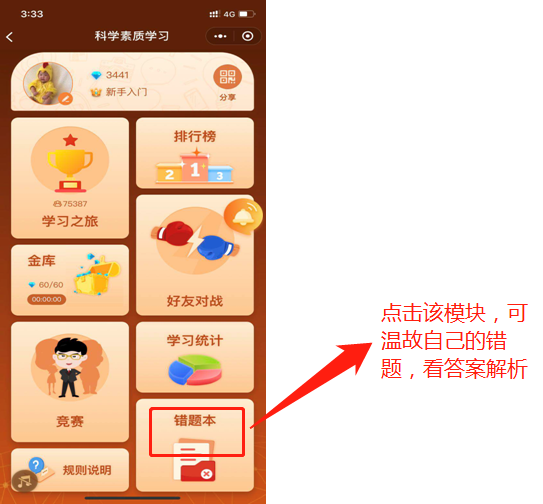 3:33
4G
科学素质学习
3441
新手入门
分享
排行榜
1
2
3
75387
学习之旅
金库
60/60
00:00:00
好友对战
学习统计
竞赛
错题本
规则说明
点击该模块，可
温故自己的错
题，看答案解析